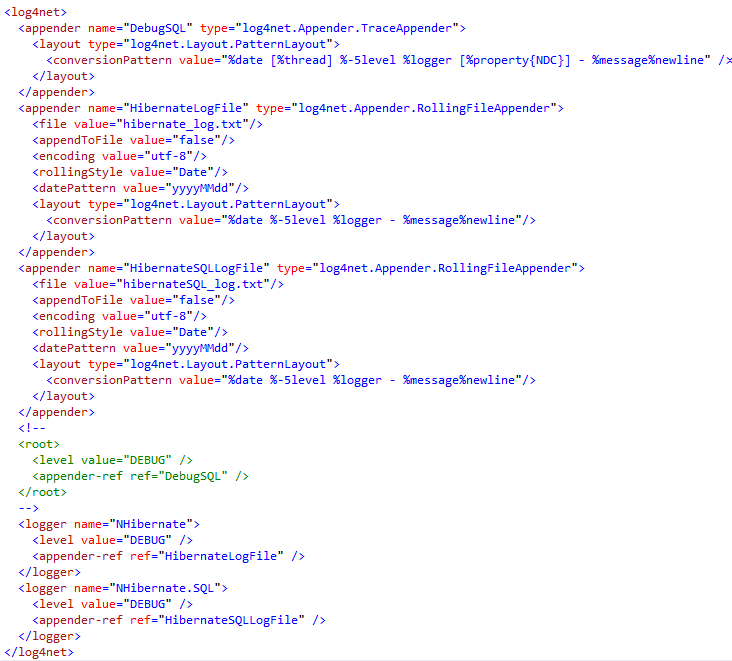 <log4net>
<appender name="DebugSQL" type="log4net.Appender.TraceAppender">
<layout type="log4net.Layout.PatternLayout">
<conversionPattern value="%date [%thread] %-5level %logger [%property{NDC}] - %message%newline" />
</layout>
</appender>
<appender name="HibernateLogFile" type="log4net.Appender.RollingFileAppender">
<file value="hibernate_log.txt"/>
<appendToFile value="false"/>
<encoding value="utf-8"/>
<rollingStyle value="Date"/>
<datePattern value="yyyyMMdd"/>
<layout type="log4net.Layout.PatternLayout">
<conversionPattern value="%date %-5level %logger - %message%newline"/>
</layout>
</appender>
<appender name="HibernateSQLLogFile" type="log4net.Appender.RollingFileAppender">
<file value="hibernateSQL_log.txt"/>
<appendToFile value="false"/>
<encoding value="utf-8"/>
<rollingStyle value="Date"/>
<datePattern value="yyyyMMdd"/>
<layout type="log4net.Layout.PatternLayout">
<conversionPattern value="%date %-5level %logger - %message%newline"/>
</layout>
</appender>
<!--
<root>
<level value="DEBUG" />
<appender-ref ref="DebugSQL" />
</root>
-->
<logger name="NHibernate">
<level value="DEBUG" />
<appender-ref ref="HibernateLogFile" />
</logger>
<logger name="NHibernate.SQL">
<level value="DEBUG" />
<appender-ref ref="HibernateSQLLogFile" />
</logger>
</log4net>